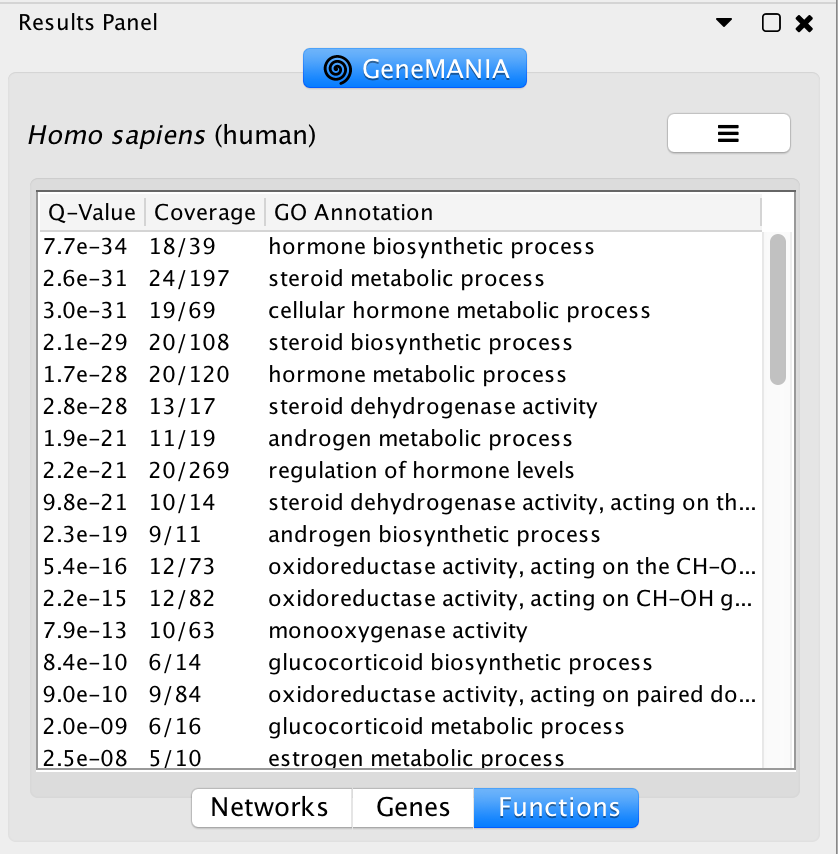 Results Panel
GeneMANIA
Homo sapiens (human)
Q-Value Coverage GO Annotation
7.7e-34 18/39 hormone biosynthetic process
2.6e-31 24/197 steroid metabolic process
3.0e-31 19/69 cellular hormone metabolic process
2.1e-29 20/108 steroid biosynthetic process
1.7e-28 20/120 hormone metabolic process
2.8e-28 13/17 steroid dehydrogenase activity
1.9e-21 11/19 androgen metabolic process
2.2e-21 20/269 regulation of hormone levels
9.8e-21 10/14 steroid dehydrogenase activity, acting on th...
2.3e-19 9/11 androgen biosynthetic process
5.4e-16 12/73 oxidoreductase activity, acting on the CH-O...
2.2e-15 12/82 oxidoreductase activity, acting on CH-OH g...
7.9e-13 10/63 monooxygenase activity
8.4e-10 6/14 glucocorticoid biosynthetic process
9.0e-10 9/84 oxidoreductase activity, acting on paired do...
2.0e-09 6/16 glucocorticoid metabolic process
2.5e-08 5/10 estrogen metabolic process
Networks Genes Functions